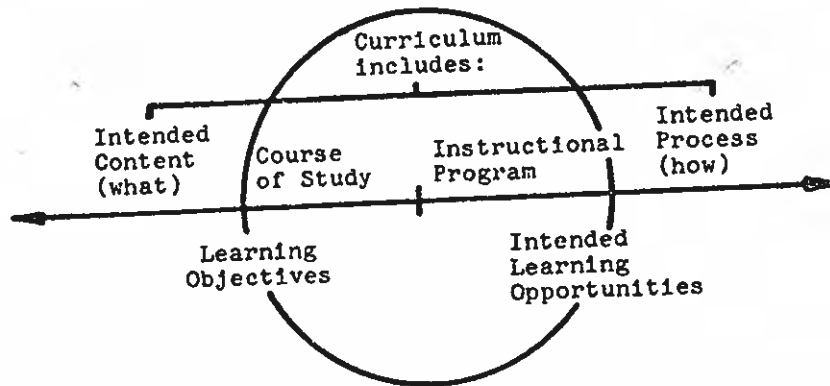 Curriculum
includes:
Intended
Content
(what)
Course
of Study
Instructional
Program
Intended
Process
(how)
Learning
Objectives
Intended
Learning
Opportunities